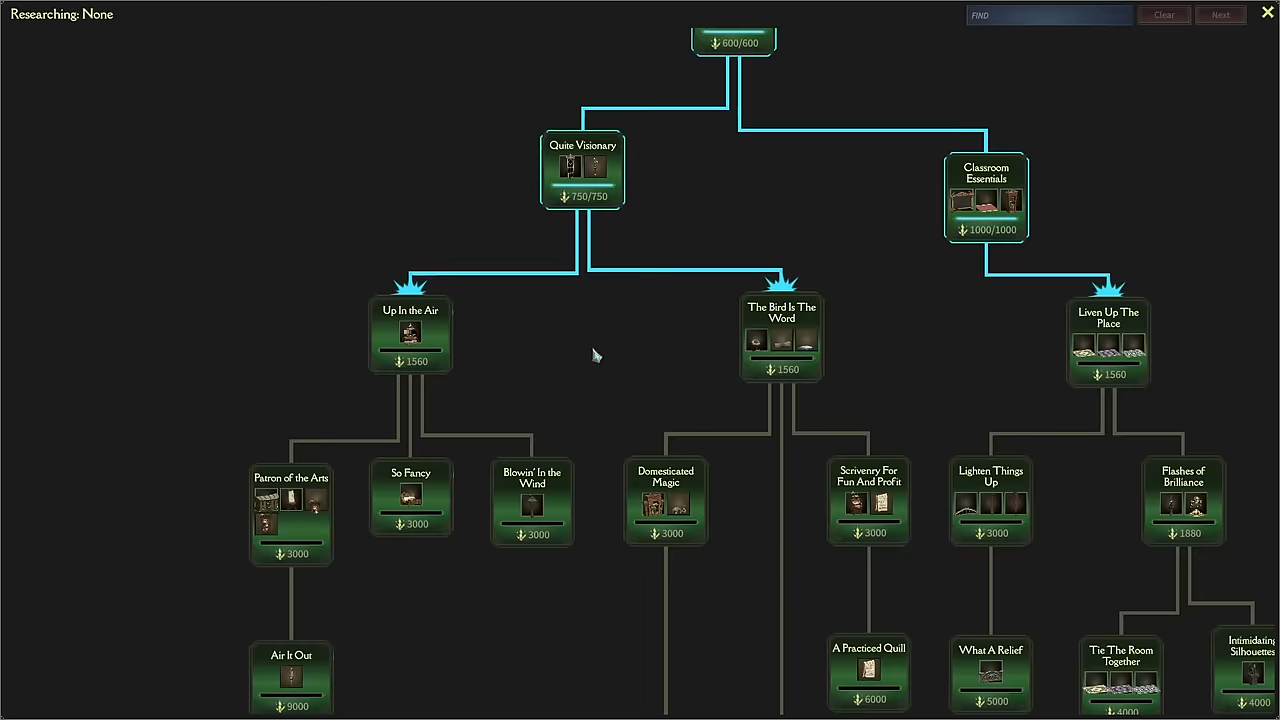 Researching: None
FIND
Clear
Next
600/600
Quite Visionary
750/750
Classroom
Essentials
1000/1000
Up In the Air
1560
The Bird Is The
Word
1560
Liven Up The
Place
1560
Patron of the Arts
3000
So Fancy
3000
Blowin' In the
Wind
3000
Domesticated
Magic
3000
Scrivenry For
Fun And Profit
3000
Lighten Things
Up
3000
Flashes of
Brilliance
1880
Air It Out
9000
A Practiced Quill
6000
What A Relief
5000
Tie The Room
Together
4000
Intimidating
Silhouettes
4000